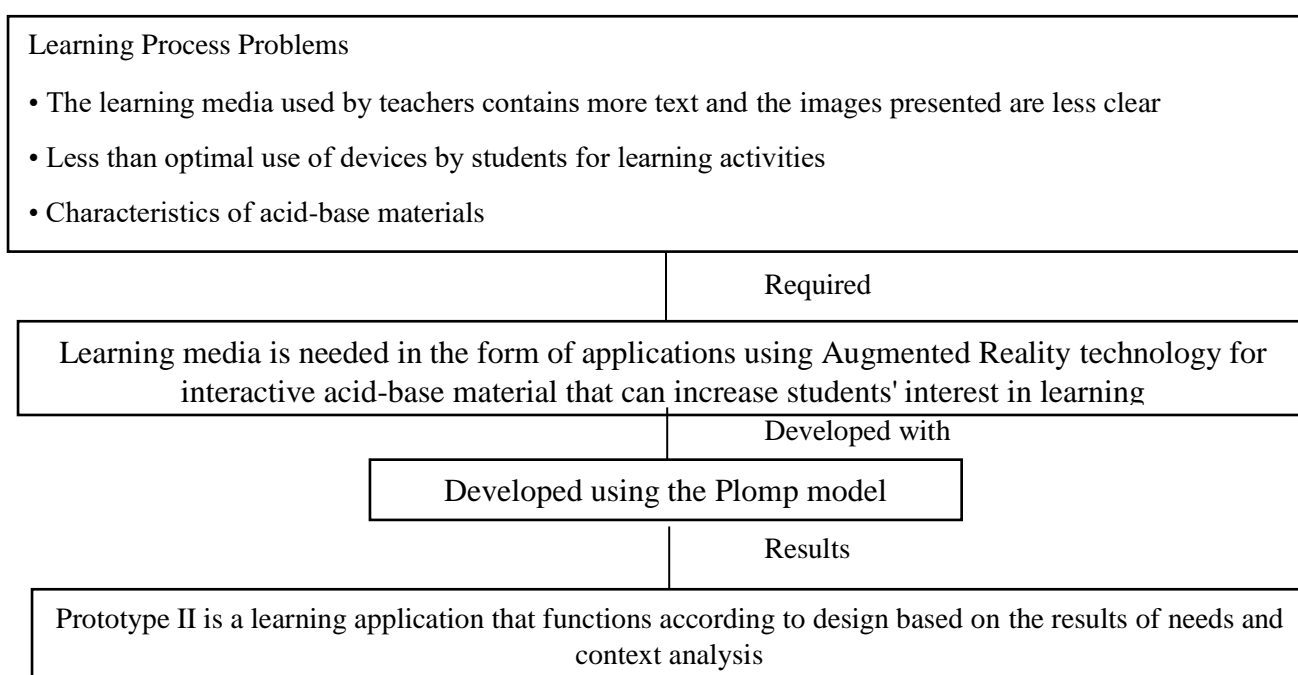 Learning Process Problems
• The learning media used by teachers contains more text and the images presented are less clear
• Less than optimal use of devices by students for learning activities
• Characteristics of acid-base materials
Required
Learning media is needed in the form of applications using Augmented Reality technology for
interactive acid-base material that can increase students' interest in learning
Developed with
Developed using the Plomp model
Results
Prototype II is a learning application that functions according to design based on the results of needs and
context analysis